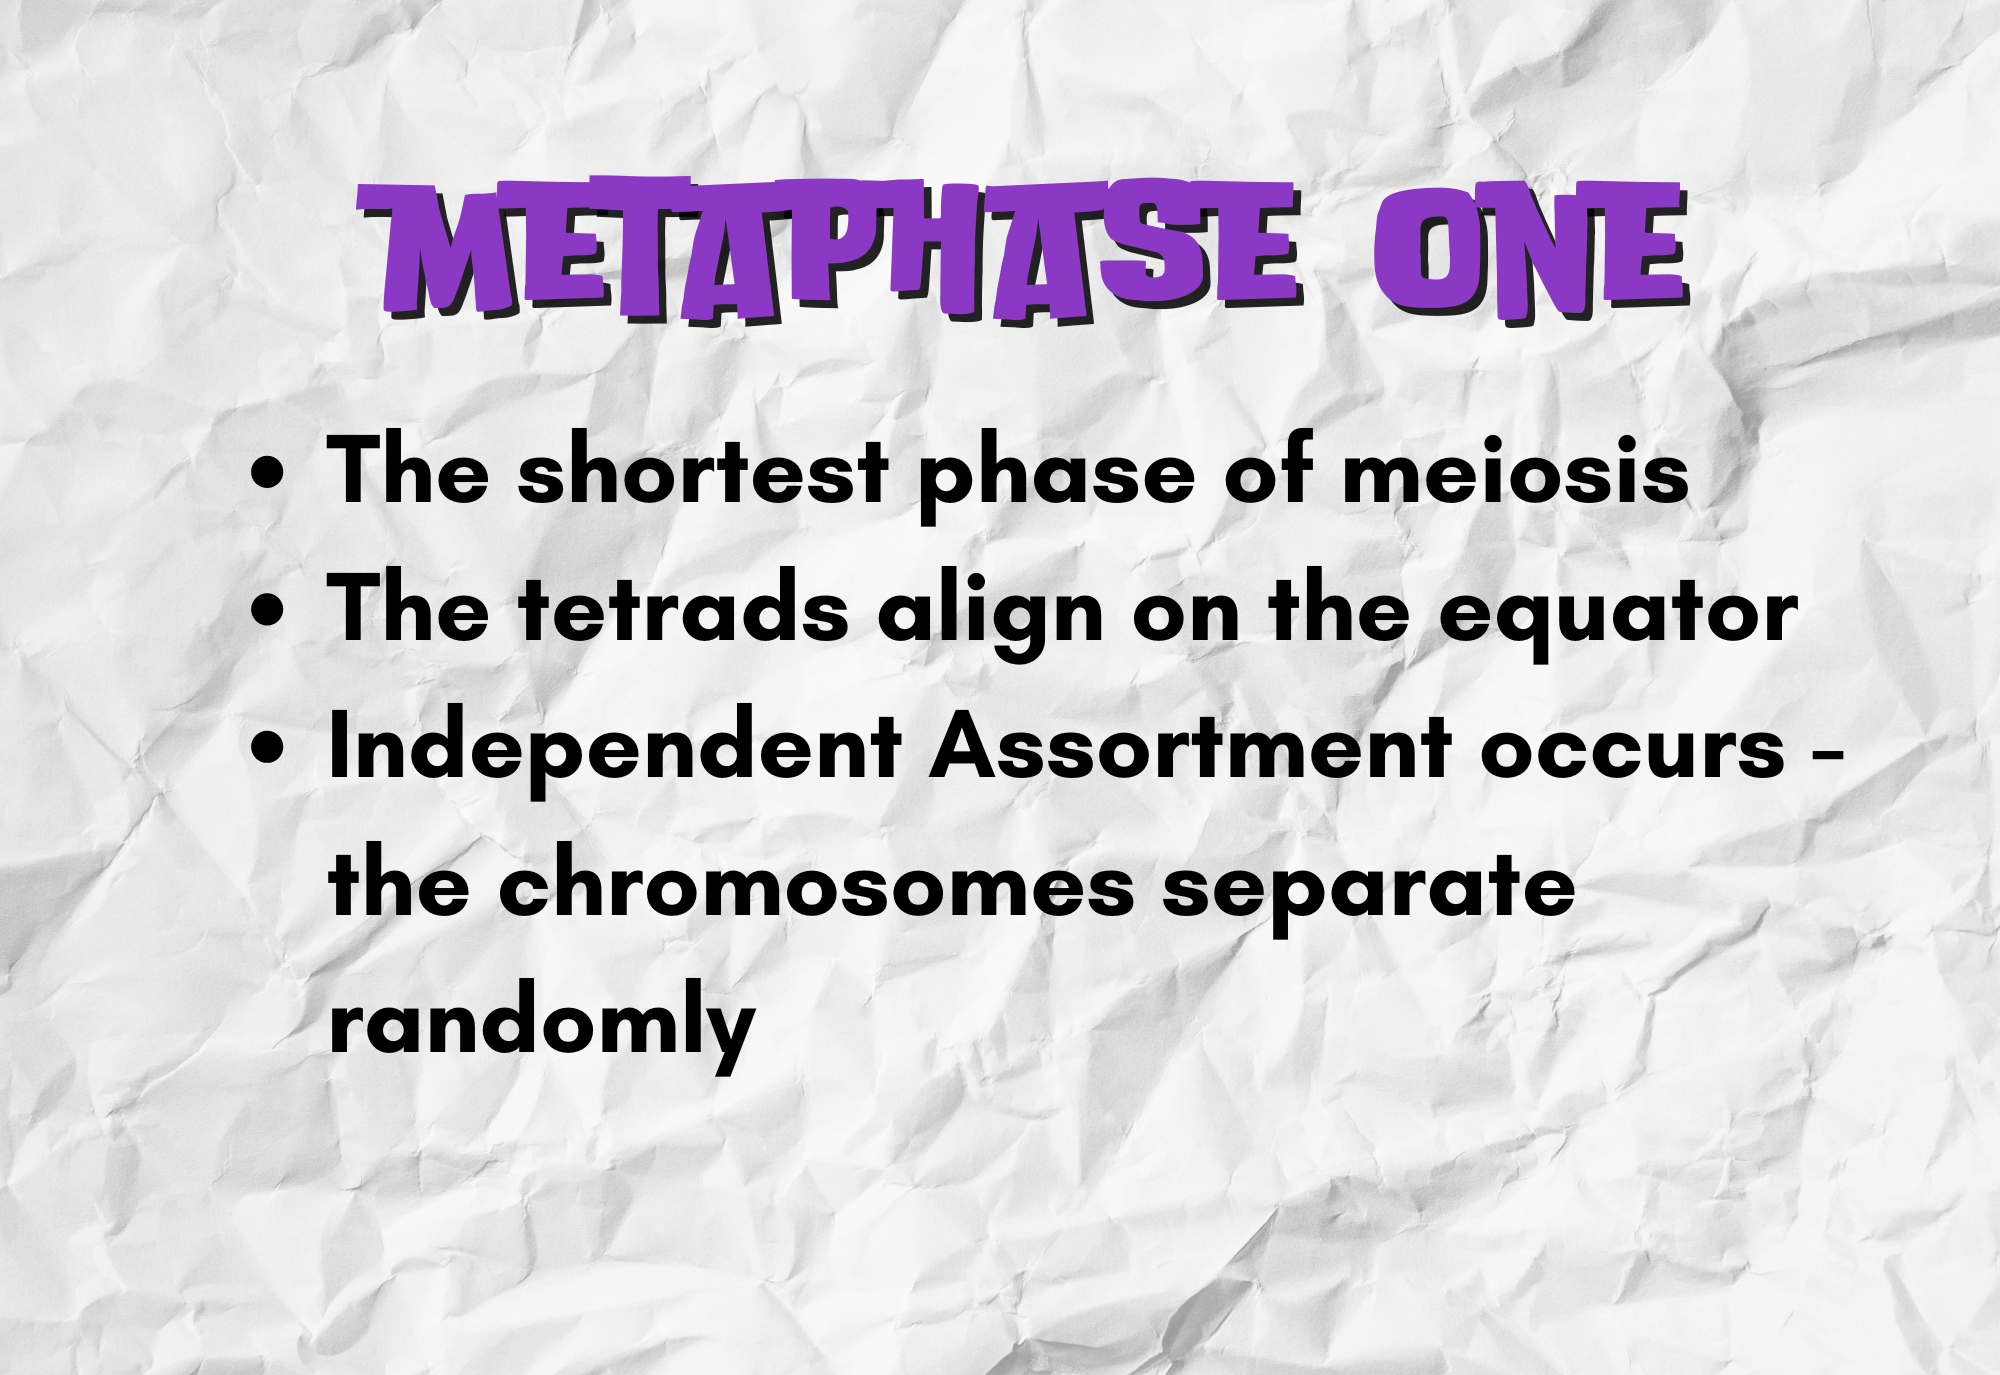 METAPHASE ONE
• The shortest phase of meiosis
• The tetrads align on the equator
• Independent Assortment occurs -
the chromosomes separate
randomly